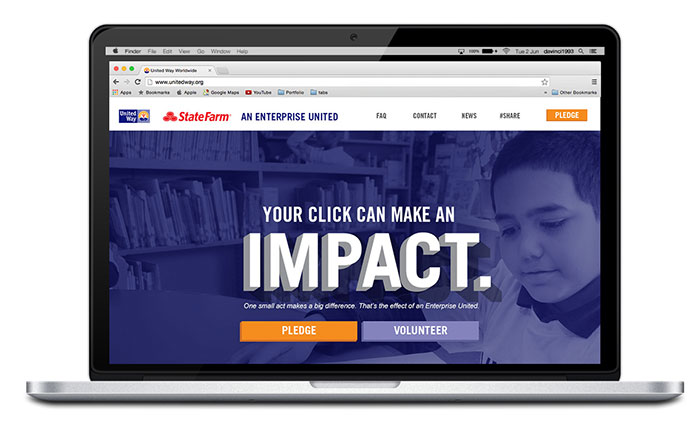 Finder File Edit View Go Window Help 100% Tue 2 Jun davinci1993
United Way Worldwide
www.unitedway.org
Apps Bookmarks Apple Google Maps YouTube Portfolio tabs » Other Bookmarks
United Way StateFarm AN ENTERPRISE UNITED FAQ CONTACT NEWS #SHARE PLEDGE
YOUR CLICK CAN MAKE AN
IMPACT.
One small act makes a big difference. That's the effect of an Enterprise United.
PLEDGE VOLUNTEER